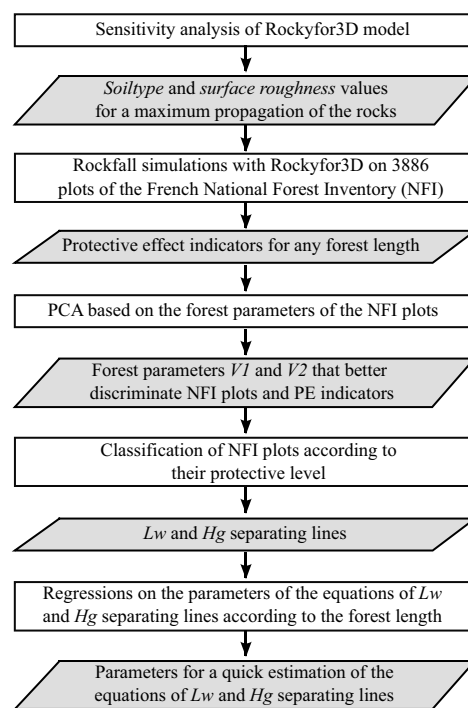 Sensitivity analysis of Rockyfor3D model
Soiltype and surface roughness values
for a maximum propagation of the rocks
Rockfall simulations with Rockyfor3D on 3886
plots of the French National Forest Inventory (NFI)
Protective effect indicators for any forest length
PCA based on the forest parameters of the NFI plots
Forest parameters V1 and V2 that better
discriminate NFI plots and PE indicators
Classification of NFI plots according to
their protective level
Lw and Hg separating lines
Regressions on the parameters of the equations of Lw
and Hg separating lines according to the forest length
Parameters for a quick estimation of the
equations of Lw and Hg separating lines